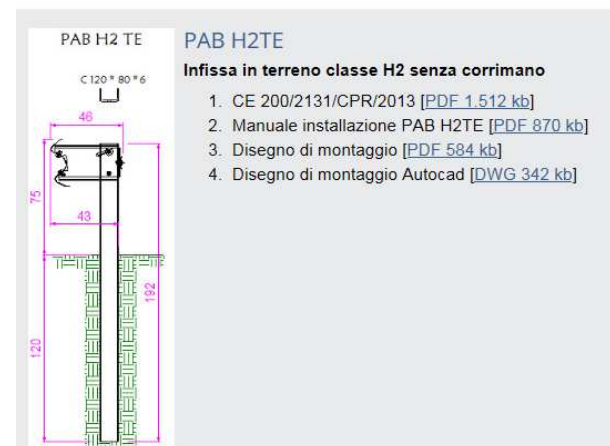 PAB H2 TE
C 120 * 80 * 6
46
75
43
192
120
PAB H2TE
Infissa in terreno classe H2 senza corrimano
1. CE 200/2131/CPR/2013 [PDF 1.512 kb]
2. Manuale installazione PAB H2TE [PDF 870 kb]
3. Disegno di montaggio [PDF 584 kb]
4. Disegno di montaggio Autocad [DWG 342 kb]